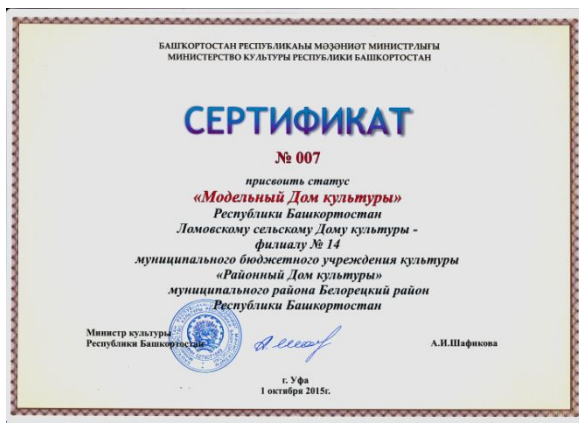 БАШҠОРТОСТАН РЕСПУБЛИКАҺЫ МӘҘӘНИӘТ МИНИСТРЛЫҒЫ
МИНИСТЕРСТВО КУЛЬТУРЫ РЕСПУБЛИКИ БАШКОРТОСТАН
СЕРТИФИКАТ
№ 007
присвоить статус
«Модельный Дом культуры»
Республики Башкортостан
Ломовскому сельскому Дому культуры -
филиалу № 14
муниципального бюджетного учреждения культуры
«Районный Дом культуры»
муниципального района Белорецкий район
Республики Башкортостан
Министр культуры
Республики Башкортостан
А.И.Шафикова
г. Уфа
1 октября 2015г.